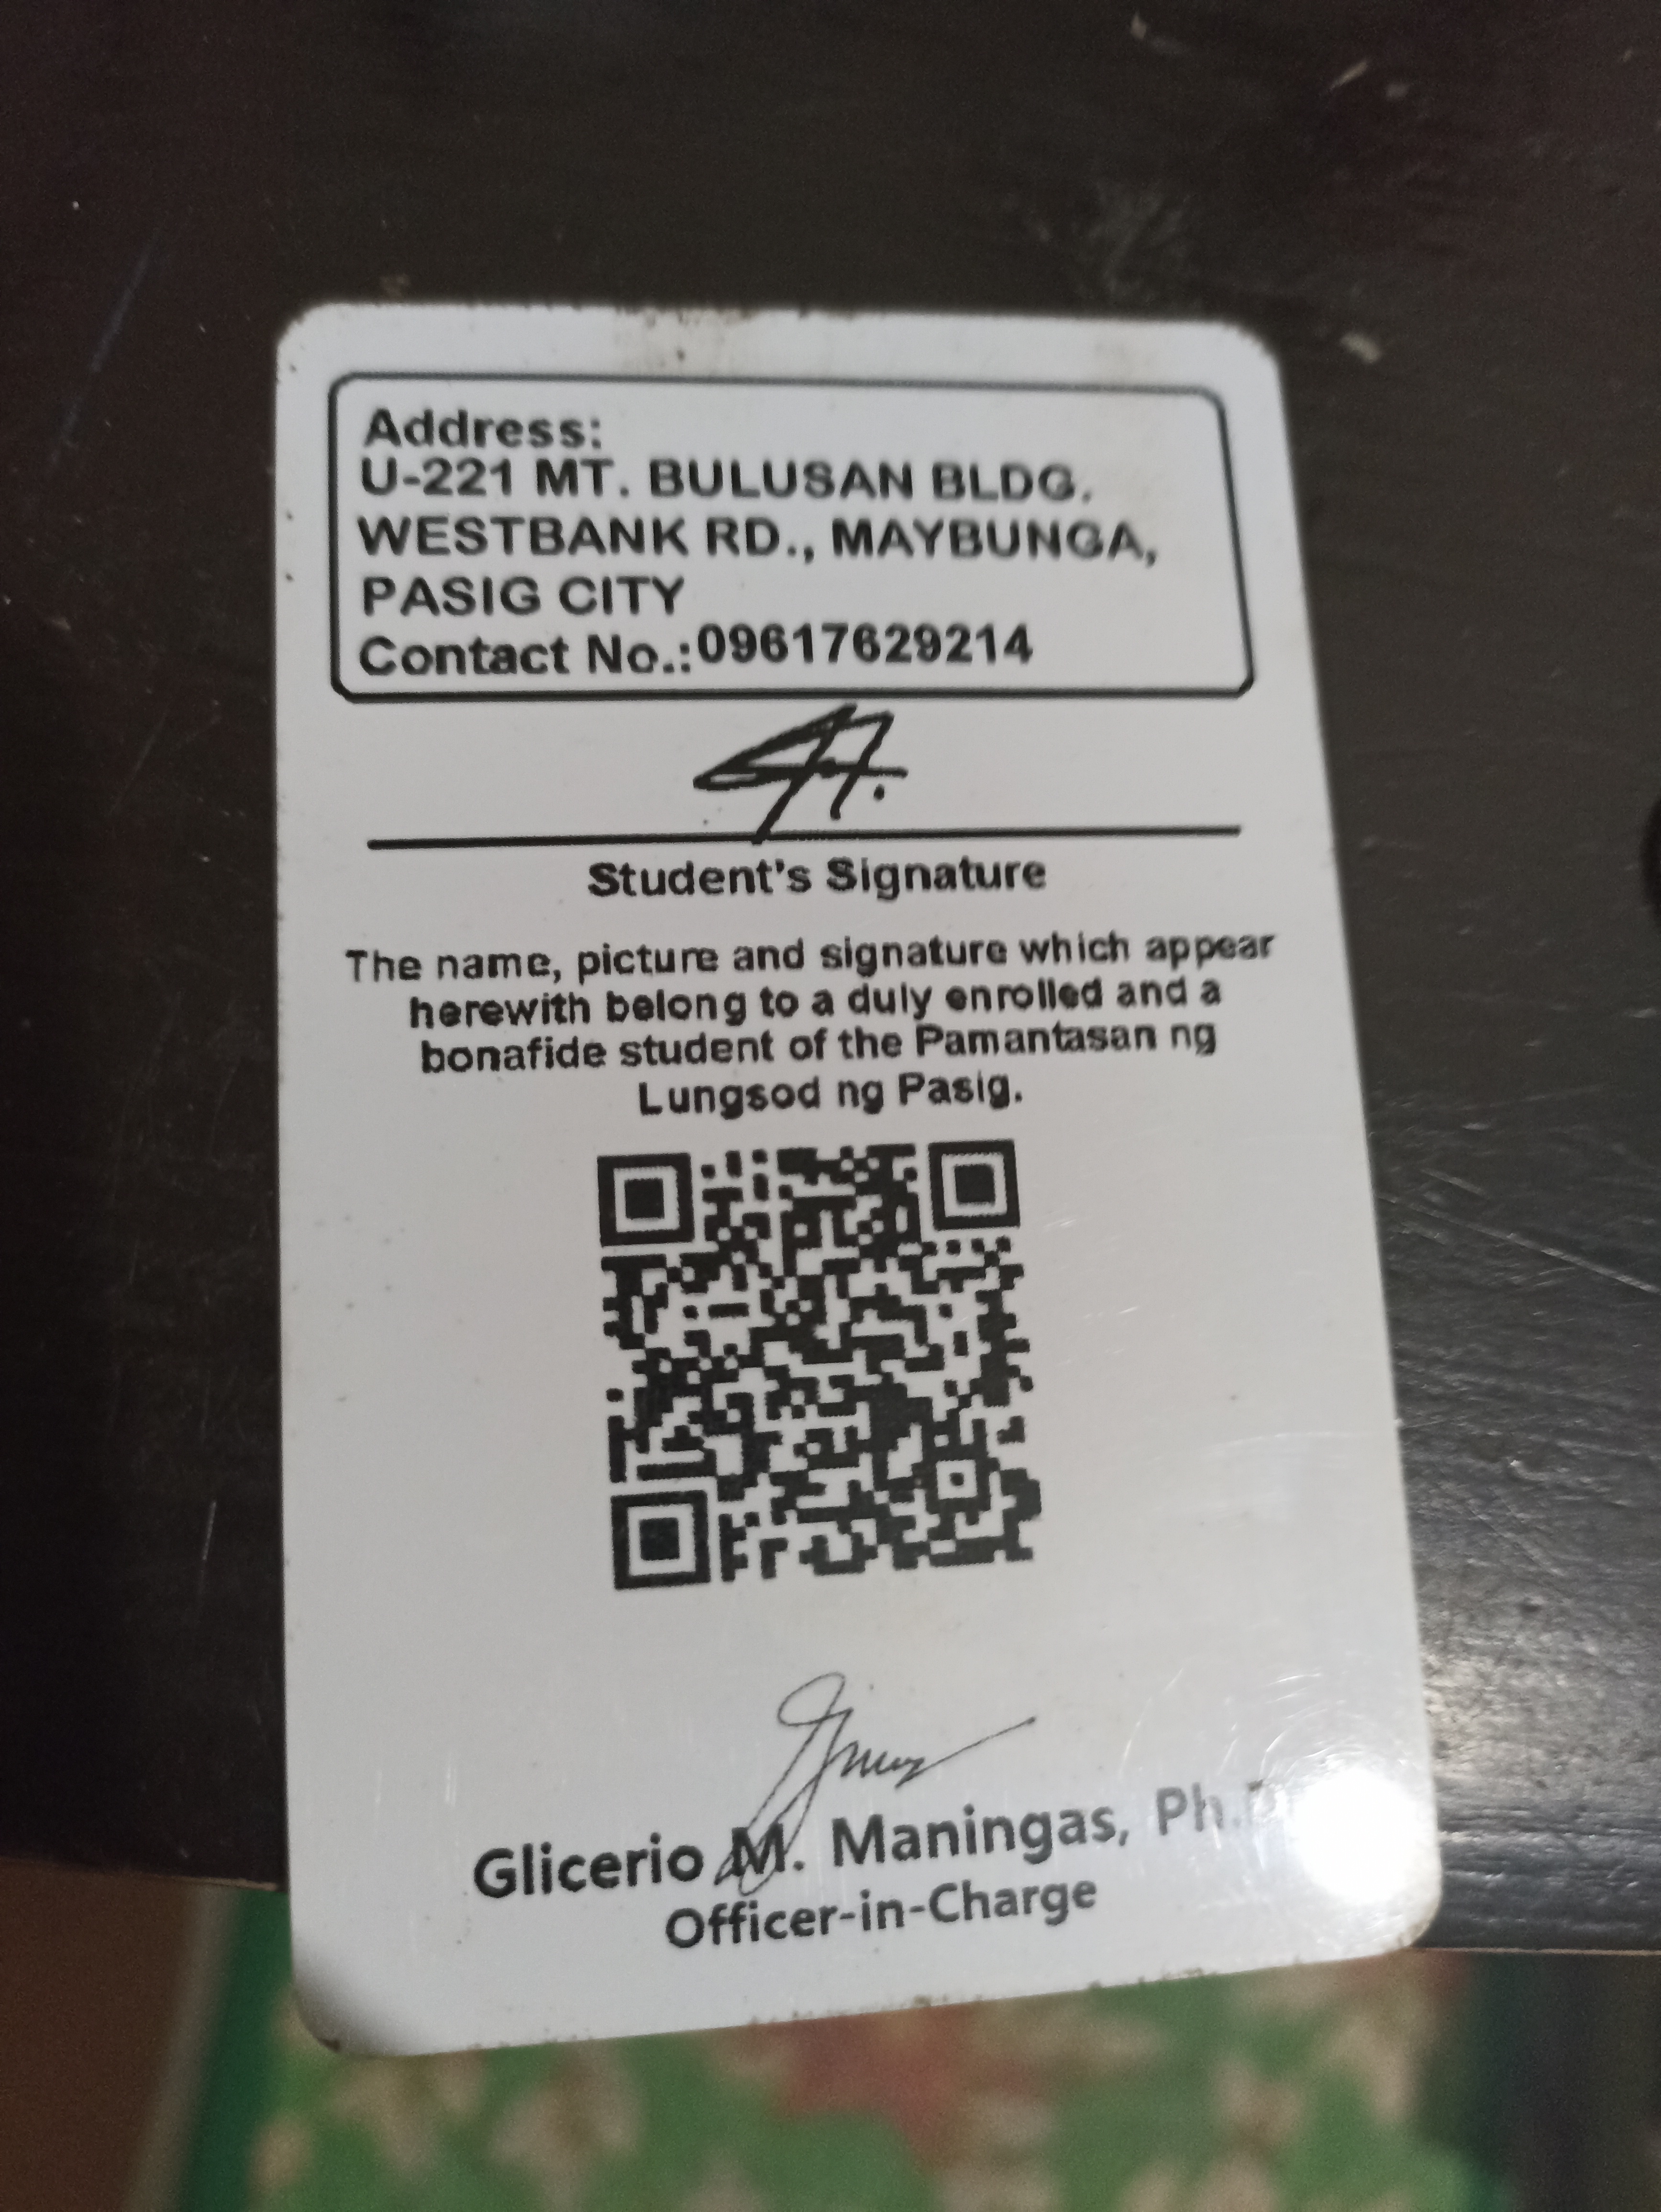 Address:
U-221 MT. BULUSAN BLDG.
WESTBANK RD., MAYBUNGA,
PASIG CITY
Contact No.:09617629214
Student's Signature
The name, picture and signature which appear
herewith belong to a duly enrolled and a
bonafide student of the Pamantasan ng
Lungsod ng Pasig.
Glicerio M. Maningas, Ph.D
Officer-in-Charge